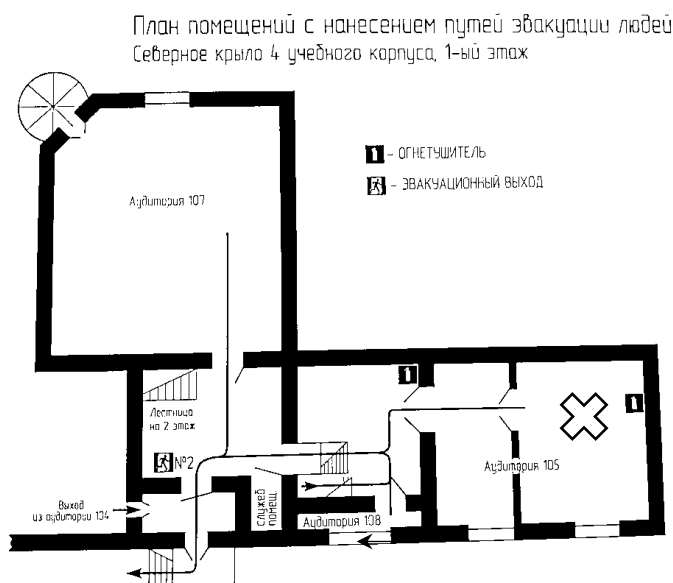 План помещений с нанесением путей эвакуации людей
Северное крыло 4 учебного корпуса, 1-ый этаж
- ОГНЕТУШИТЕЛЬ
- ЭВАКУАЦИОННЫЙ ВЫХОД
Аудитория 107
Лестница
на 2 этаж
№2
Выход
из аудитории 104
служеб
помещ.
Аудитория 108
Аудитория 105